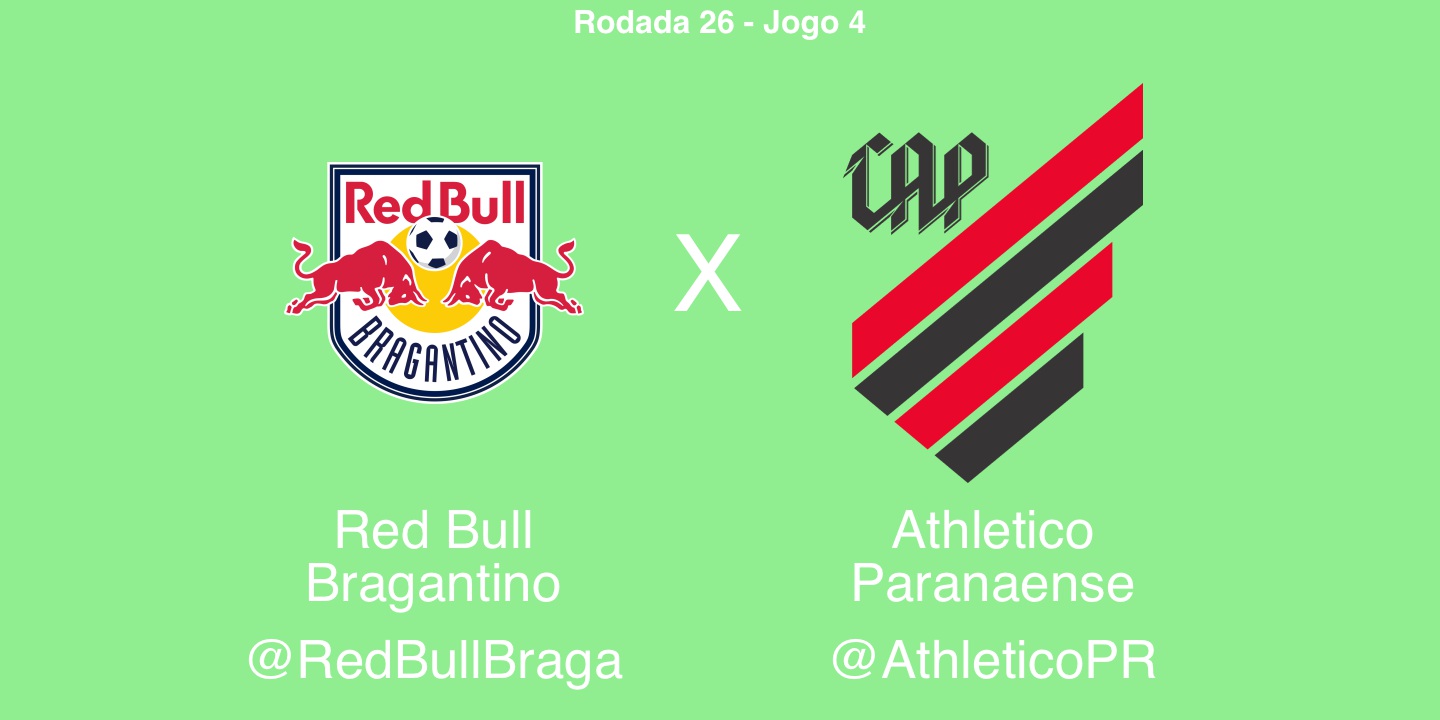 Rodada 26 - Jogo 4
Red Bull
BRAGANTINO
CAP
X
Red Bull
Bragantino
@RedBullBraga
Athletico
Paranaense
@AthleticoPR